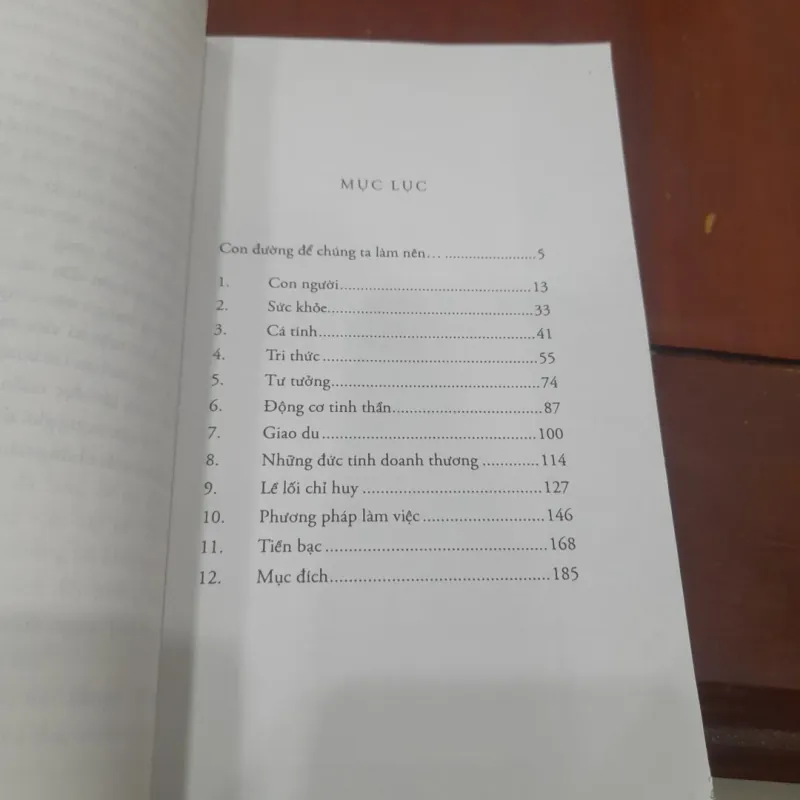 MỤC LỤC
Con đường để chúng ta làm nên... ........................5
1. Con người................................................13
2. Sức khỏe...................................................33
3. Cá tính.....................................................41
4. Tri thức.....................................................55
5. Tư tưởng...................................................74
6. Động cơ tinh thần.....................................87
7. Giao du.....................................................100
8. Những đức tính doanh thương.............114
9. Lề lối chỉ huy...........................................127
10. Phương pháp làm việc.............................146
11. Tiền bạc....................................................168
12. Mục đích...................................................185